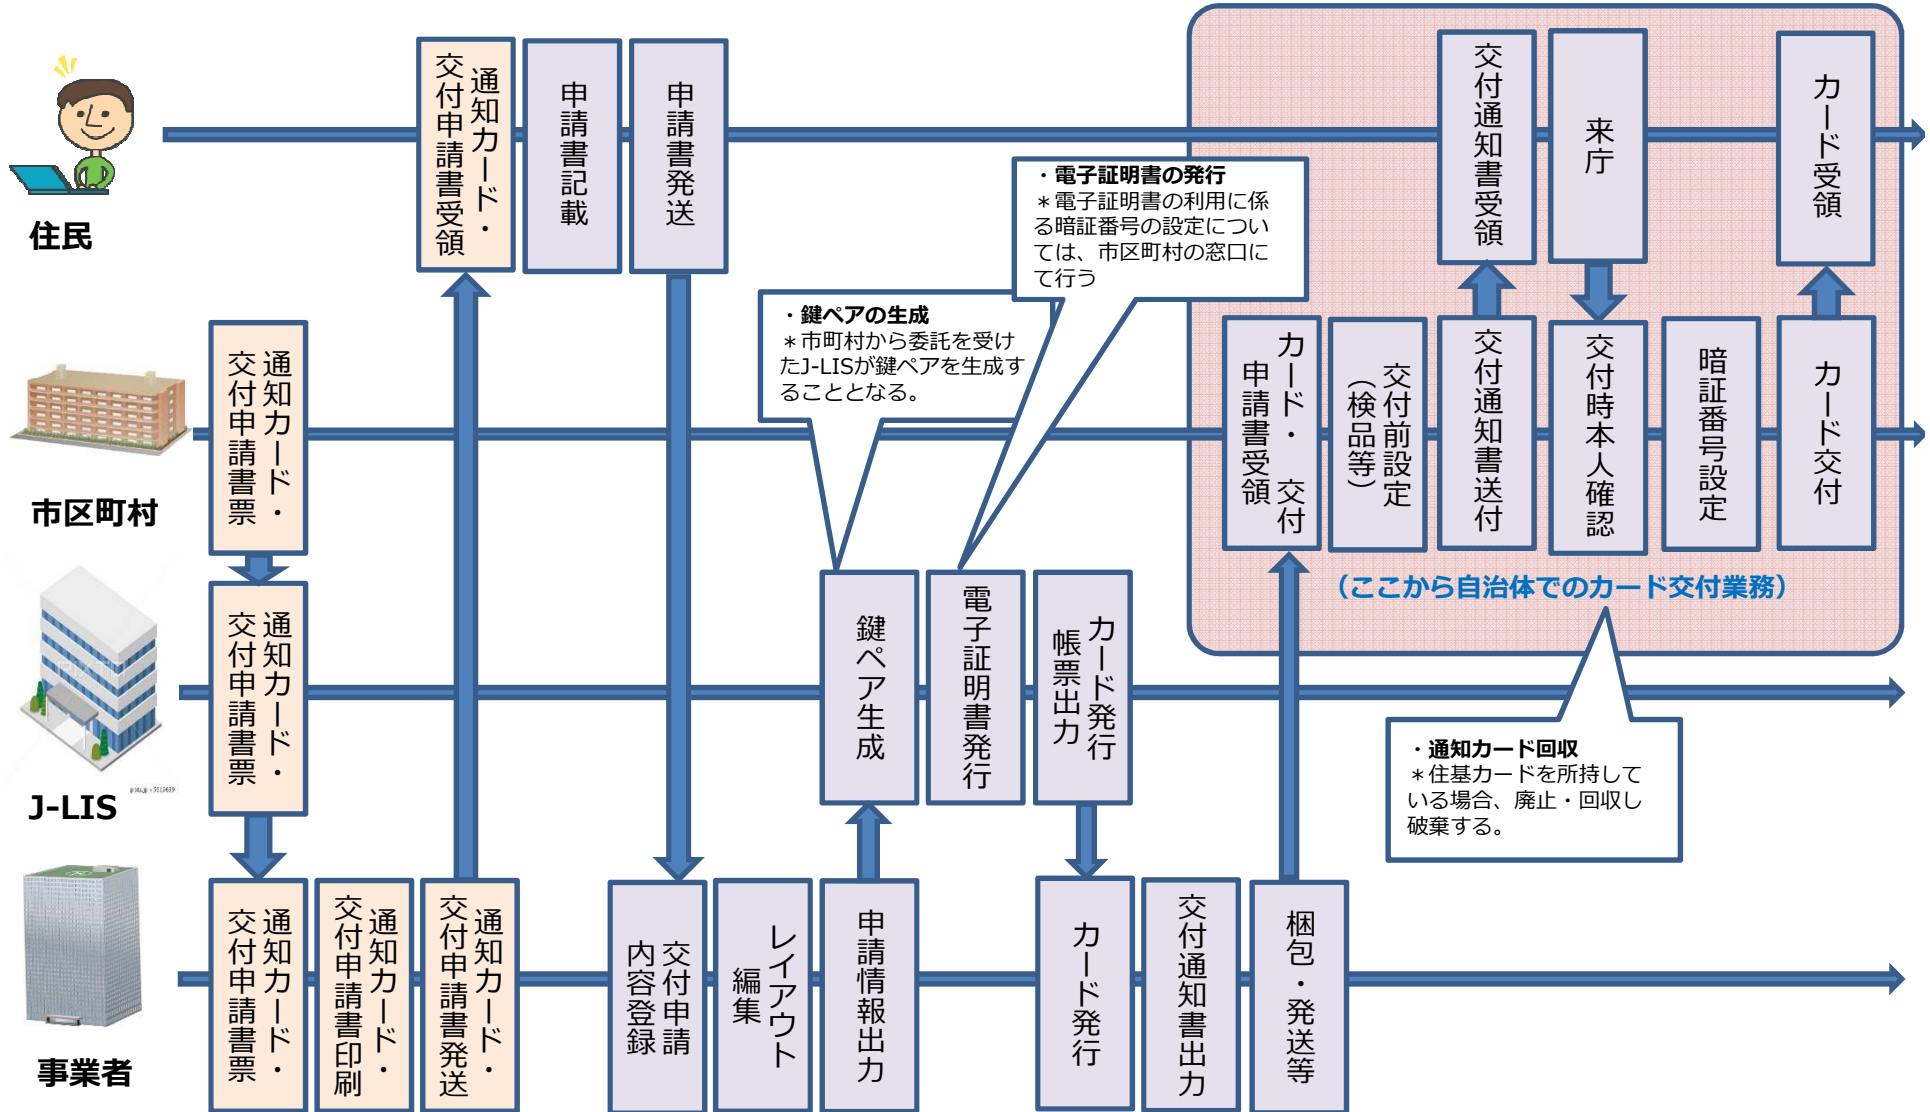 通知カード・
交付申請書受領
申請書記載
申請書発送
交付通知書受領
来庁
カード受領
住民
・電子証明書の発行
＊電子証明書の利用に係
る暗証番号の設定につい
ては、市区町村の窓口に
て行う
・鍵ペアの生成
＊市町村から委託を受け
たJ-LISが鍵ペアを生成す
ることとなる。
通知カード・
交付申請書票
カード・ 交付
申請書受領
交付前設定
（検品等）
交付通知書送付
交付時本人確認
暗証番号設定
カード交付
市区町村
（ここから自治体でのカード交付業務）
通知カード・
交付申請書票
鍵ペア生成
電子証明書発行
カード発行
帳票出力
J-LIS
・通知カード回収
＊住基カードを所持して
いる場合、廃止・回収し
破棄する。
通知カード・
交付申請書票
通知カード・
交付申請書印刷
通知カード・
交付申請書発送
交付申請
内容登録
レイアウト
編集
申請情報出力
カード発行
交付通知書出力
梱包・発送等
事業者